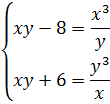 xy − 8 = x³/y
xy + 6 = y³/x